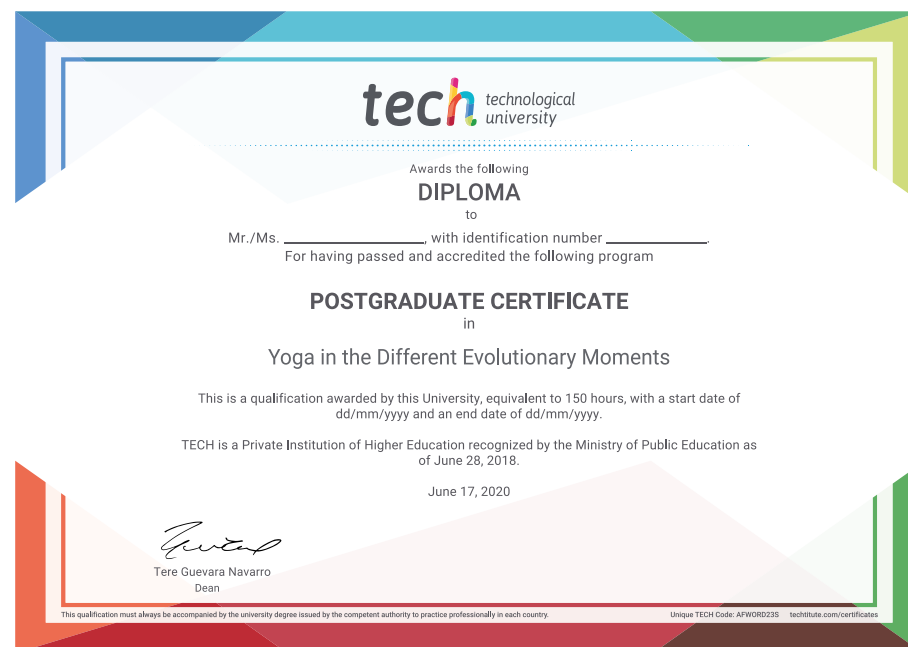 tech technological
university
Awards the following
DIPLOMA
to
Mr./Ms. ____________________, with identification number ______________.
For having passed and accredited the following program
POSTGRADUATE CERTIFICATE
in
Yoga in the Different Evolutionary Moments
This is a qualification awarded by this University, equivalent to 150 hours, with a start date of
dd/mm/yyyy and an end date of dd/mm/yyyy.
TECH is a Private Institution of Higher Education recognized by the Ministry of Public Education as
of June 28, 2018.
June 17, 2020
Tere Guevara Navarro
Dean
This qualification must always be accompanied by the university degree issued by the competent authority to practice professionally in each country. Unique TECH Code: AFWORD23S techtitute.com/certificates